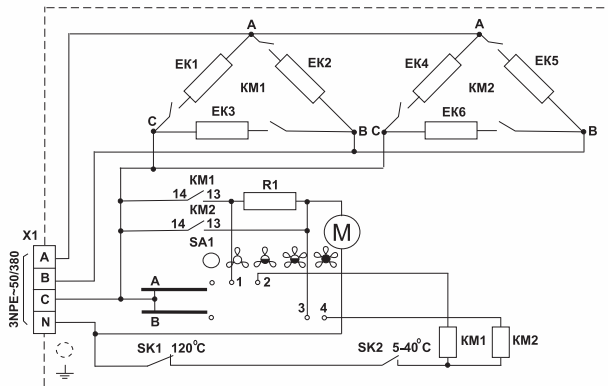 A A
EK1 EK2 EK4 EK5
KM1 KM2
C EK3 B C EK6 B
KM1
14 13 R1
KM2
14 13 M
SA1
X1
3NPE~50/380
A
B
C
N
A 1 2
B 3 4
SK1 120°C SK2 5-40°C KM1 KM2